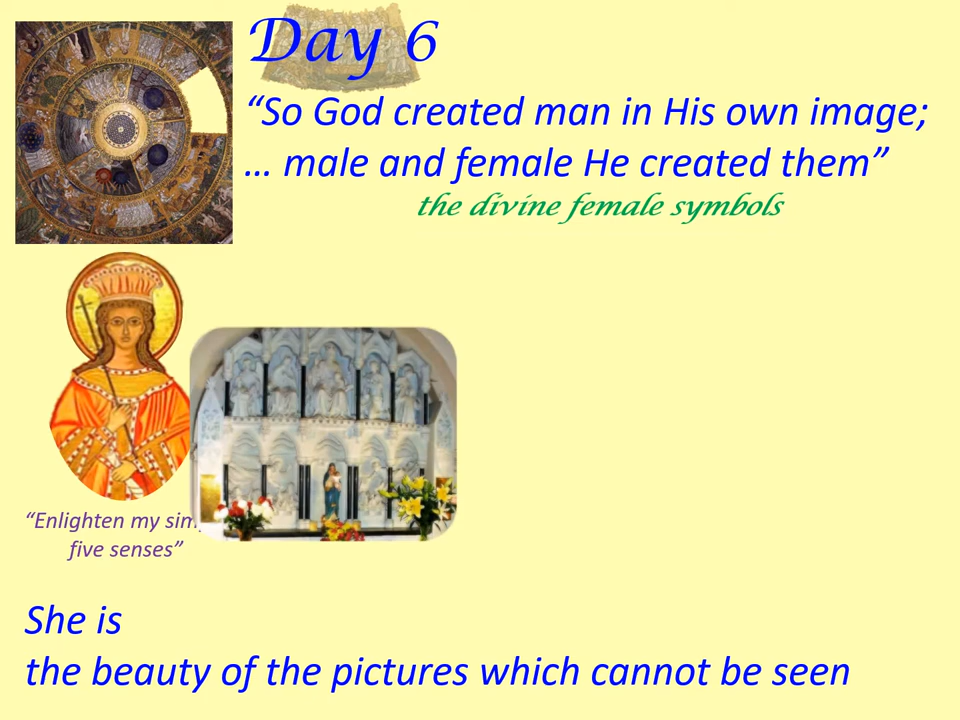 Day 6
“So God created man in His own image;
... male and female He created them”
the divine female symbols
“Enlighten my
five senses”
She is
the beauty of the pictures which cannot be seen